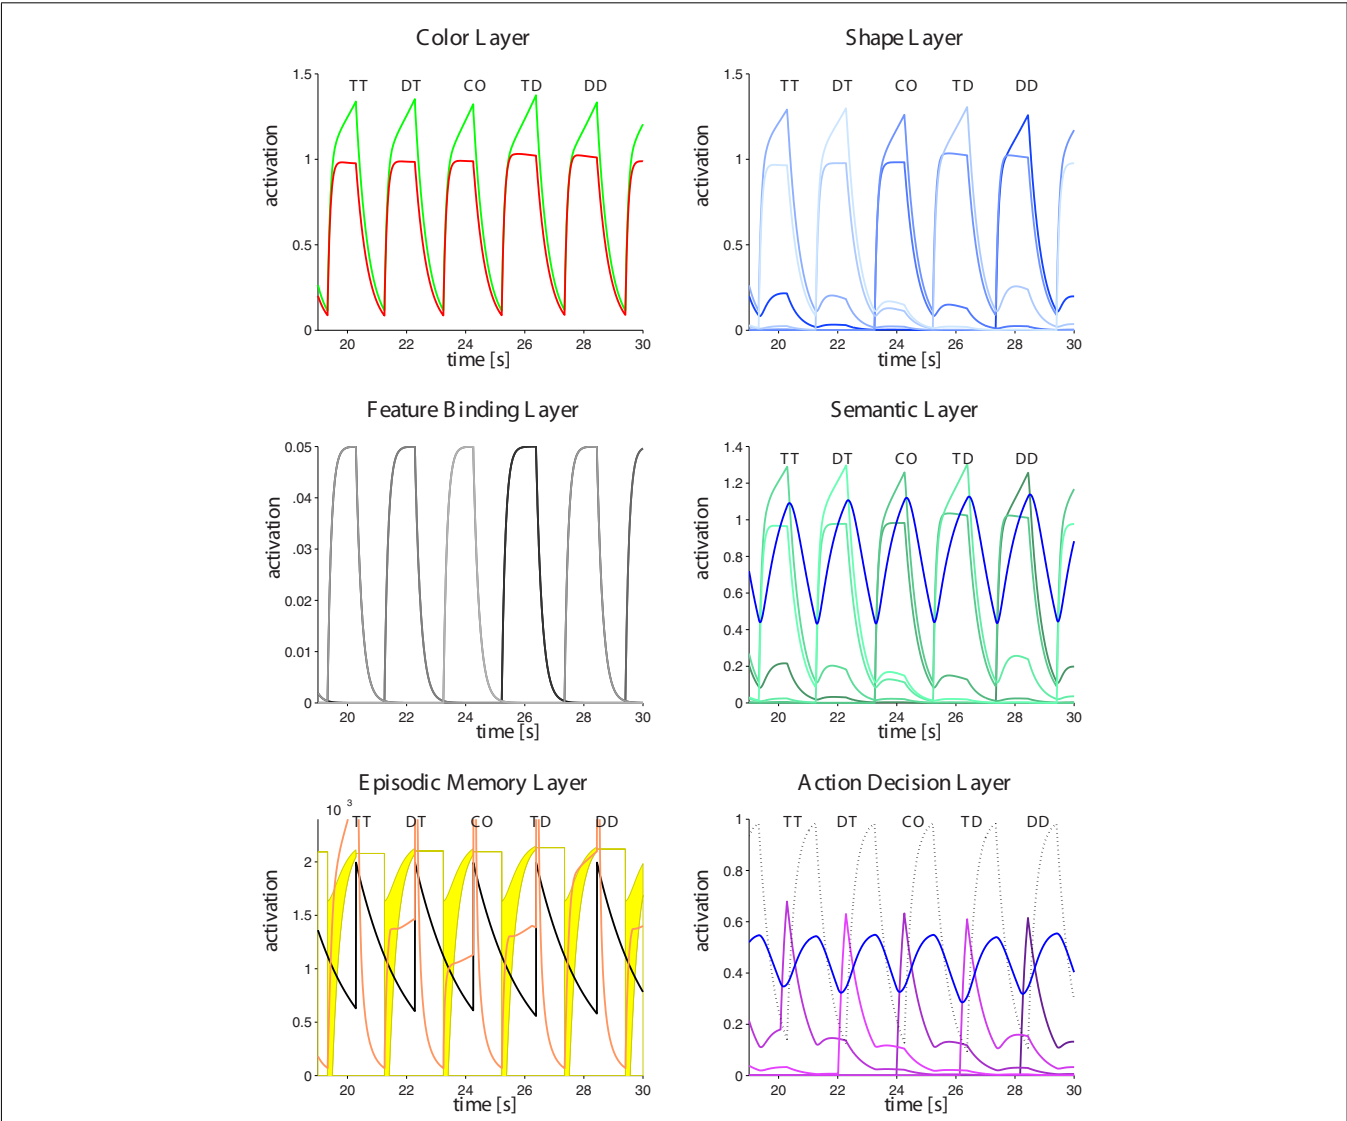 Color Layer
Shape Layer
1.5
TT DT CO TD DD
1
0.5
0
activation
20 22 24 26 28 30
time [s]
1.5
TT DT CO TD DD
1
0.5
0
activation
20 22 24 26 28 30
time [s]
Feature Binding Layer
Semantic Layer
0.05
.04
.03
0.02
0.01
0
activation
20 22 24 26 28 30
time [s]
1.4
TT DT CO TD DD
1.2
1
0.8
0.6
0.4
0.2
0
activation
20 22 24 26 28 30
time [s]
Episodic Memory Layer
Action Decision Layer
10 3
TT DT CO TD DD
2
1.5
1
0.5
0
activation
20 22 24 26 28 30
time [s]
1
TT DT CO TD DD
0.8
0.6
0.4
0.2
0
activation
20 22 24 26 28 30
time [s]